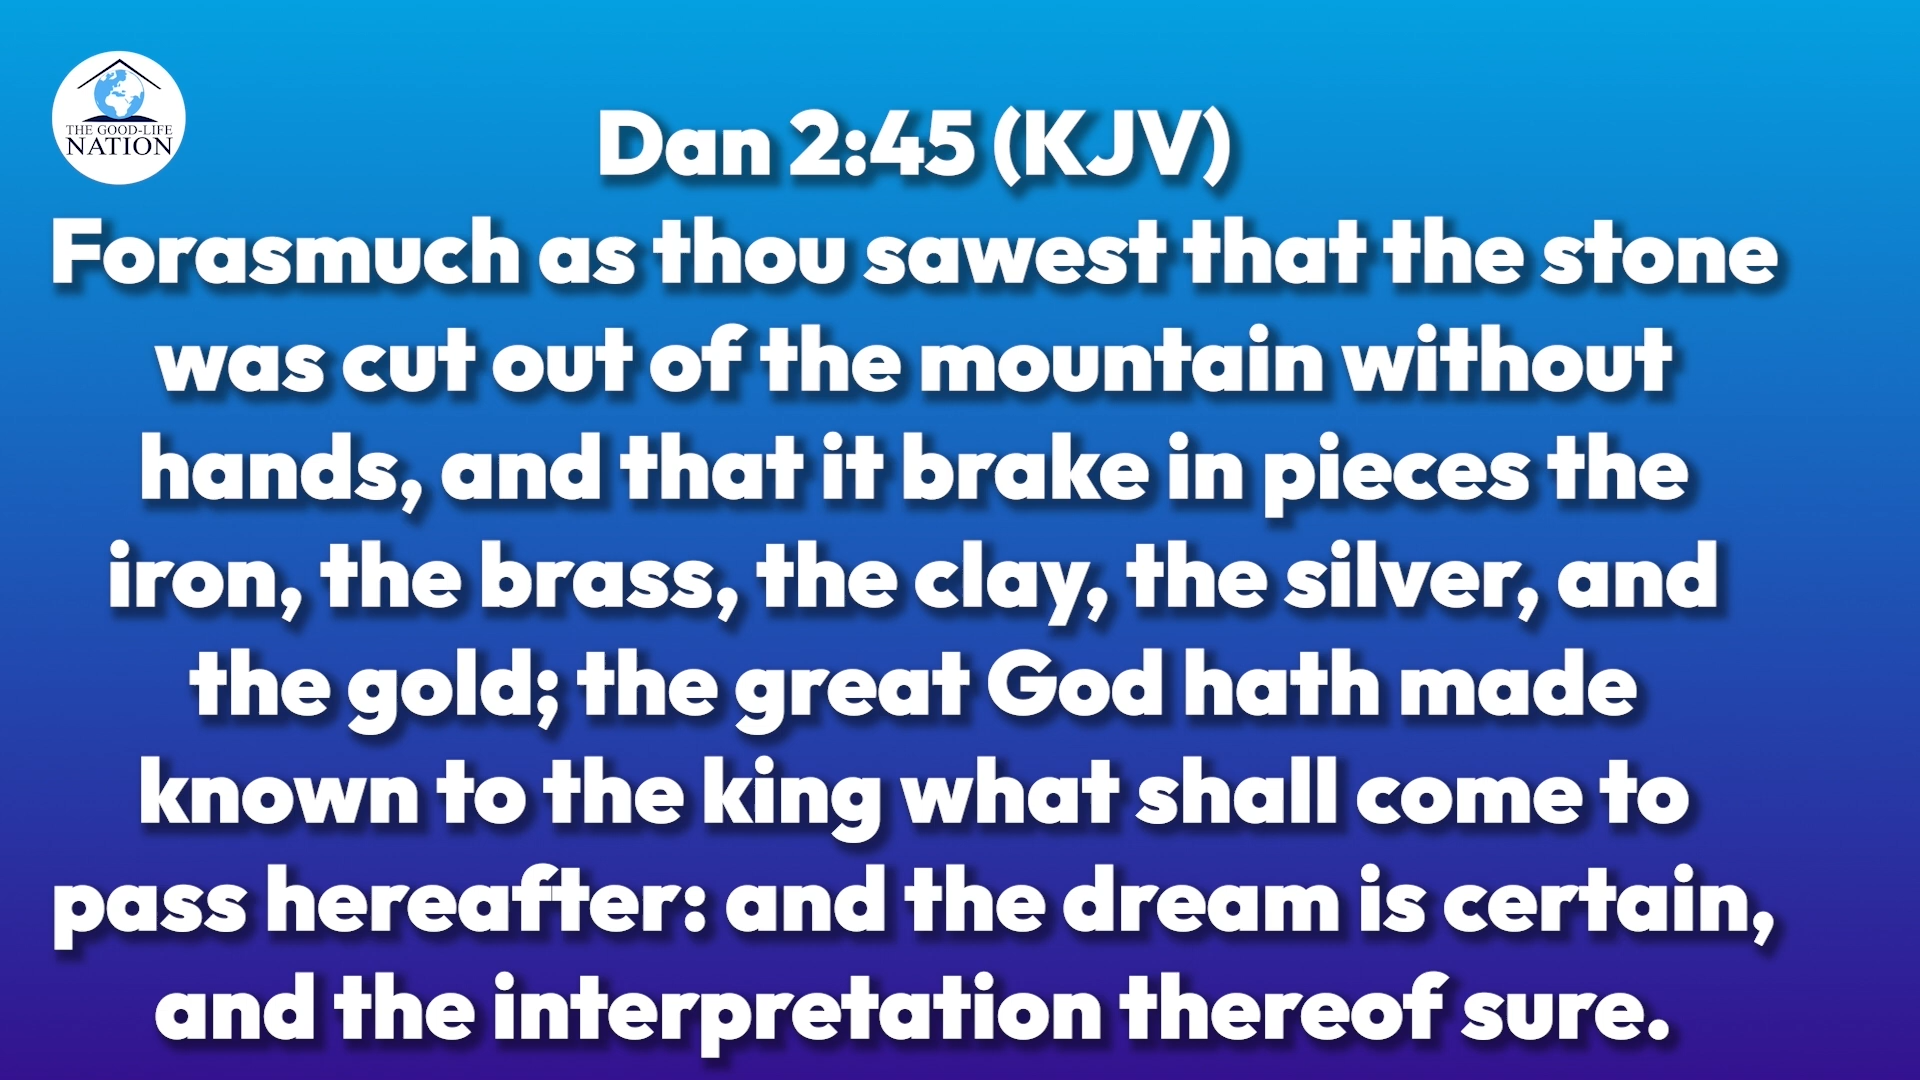 THE GOOD-LIFE
NATION
Dan 2:45 (KJV)
Forasmuch as thou sawest that the stone
was cut out of the mountain without
hands, and that it brake in pieces the
iron, the brass, the clay, the silver, and
the gold; the great God hath made
known to the king what shall come to
pass hereafter: and the dream is certain,
and the interpretation thereof sure.